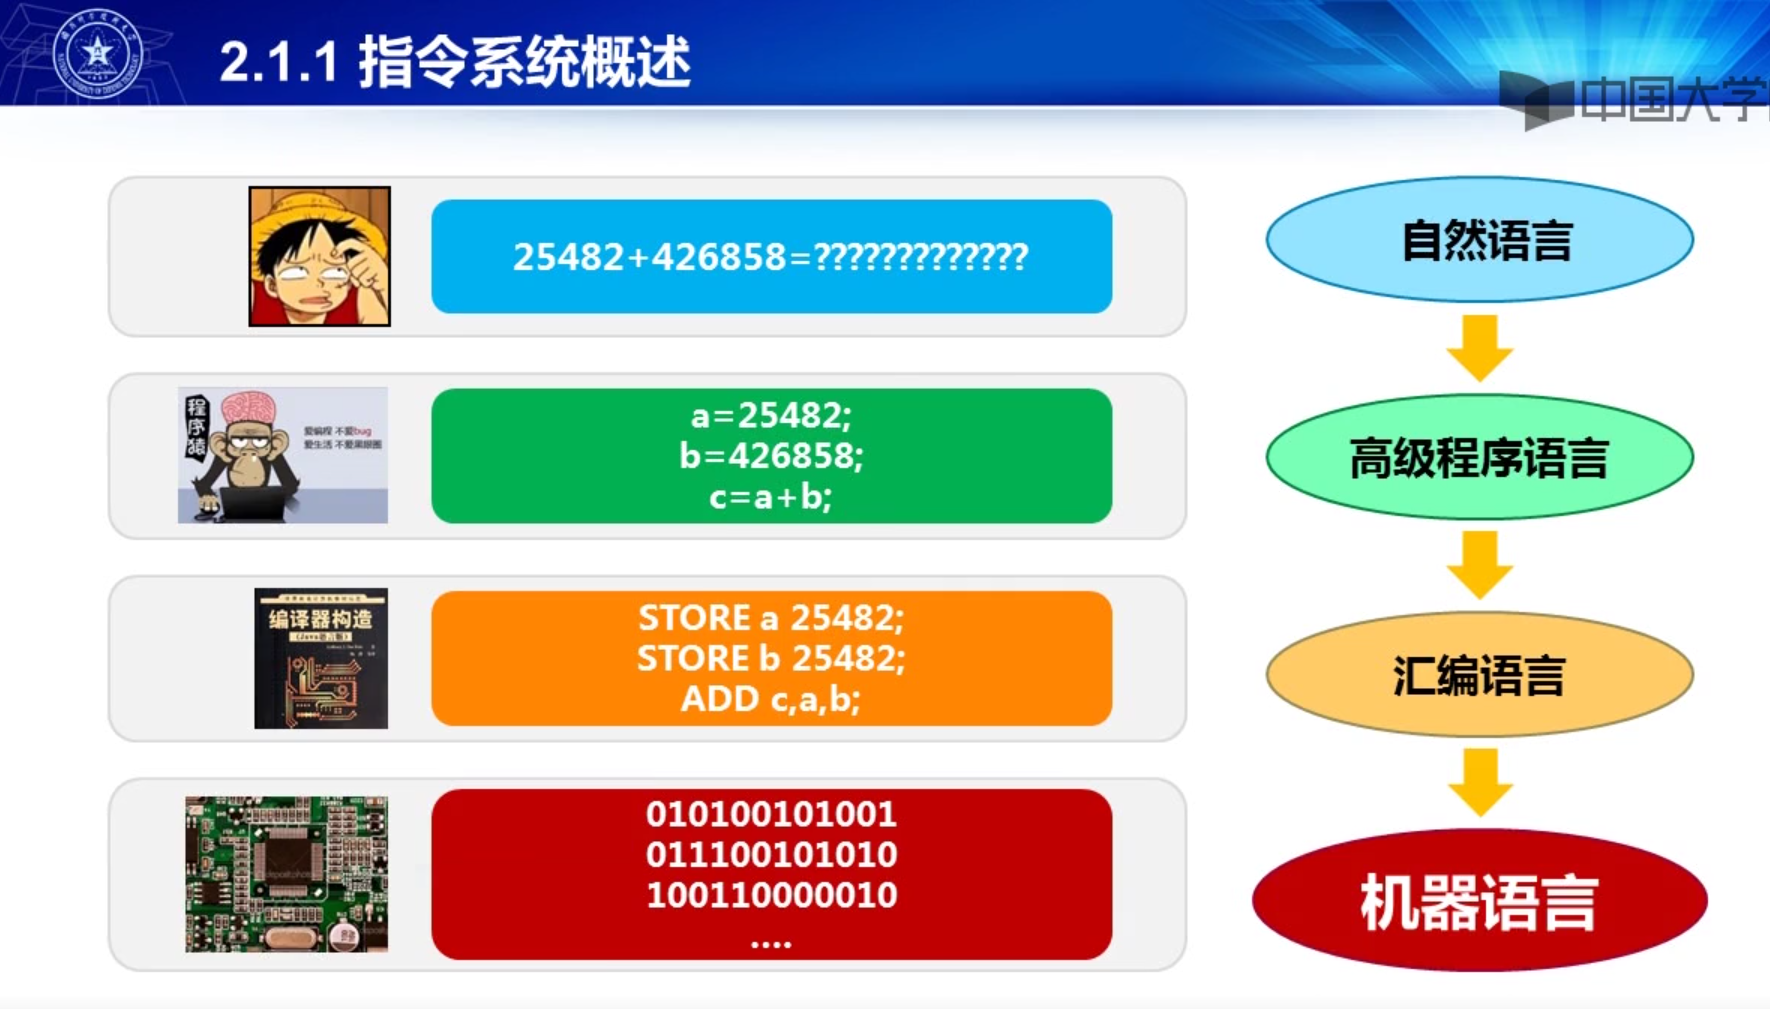 2.1.1 指令系统概述
中国大学
25482+426858=?????????????
自然语言
程序猿
爱编程 不爱bug
爱生活 不爱黑眼圈
a=25482;
b=426858;
c=a+b;
高级程序语言
编译器构造
STORE a 25482;
STORE b 25482;
ADD c,a,b;
汇编语言
010100101001
011100101010
100110000010
....
机器语言